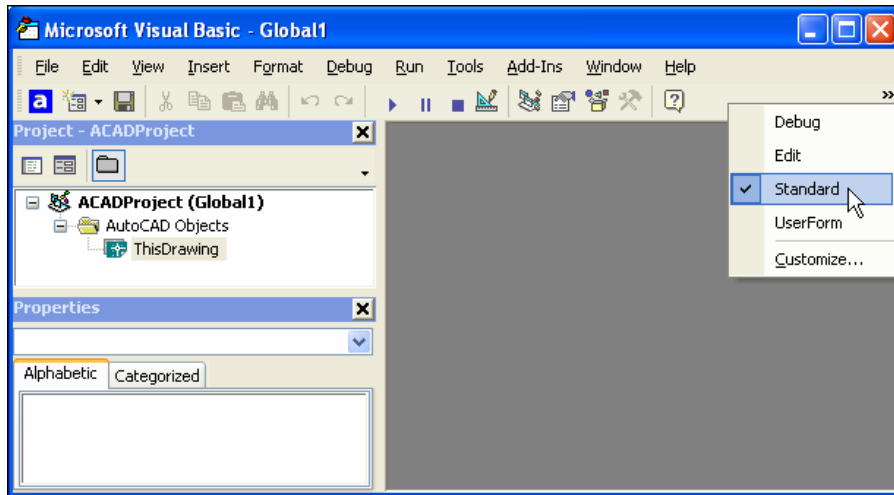 Microsoft Visual Basic - Global1
File Edit View Insert Format Debug Run Tools Add-Ins Window Help
a
Project - ACADProject
Debug
Edit
Standard
UserForm
Customize...
ACADProject (Global1)
AutoCAD Objects
ThisDrawing
Properties
Alphabetic Categorized